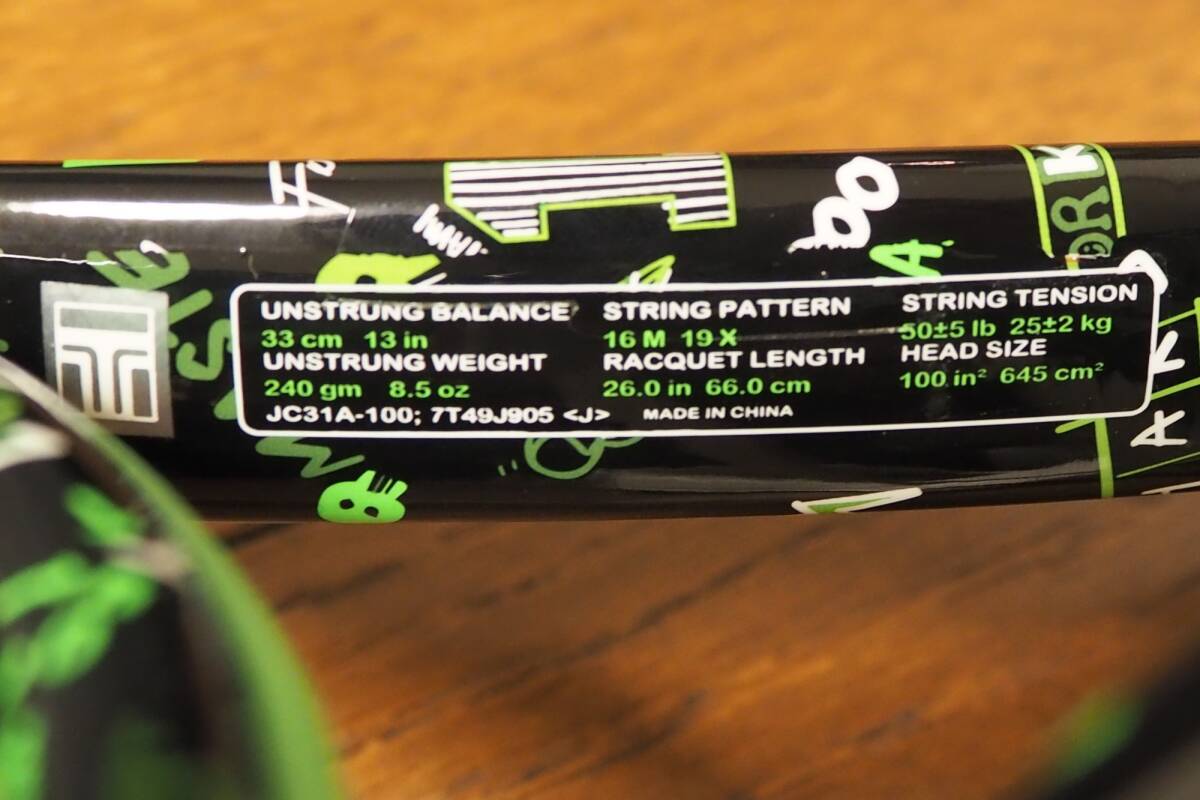 UNSTRUNG BALANCE
33 cm 13 in
UNSTRUNG WEIGHT
240 gm 8.5 oz
STRING PATTERN
16 M 19 X
RACQUET LENGTH
26.0 in 66.0 cm
STRING TENSION
50±5 lb 25±2 kg
HEAD SIZE
100 in² 645 cm²
JC31A-100; 7T49J905 <J> MADE IN CHINA